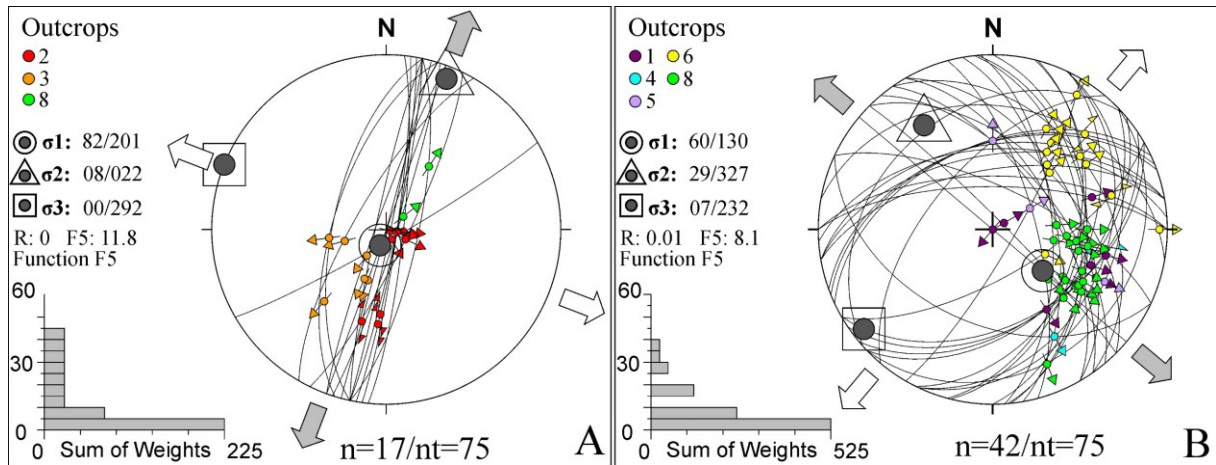 Outcrops
2
3
8
N
σ1: 82/201
σ2: 08/022
σ3: 00/292
R: 0 F5: 11.8
Function F5
60
30
0
0 Sum of Weights 225
n=17/nt=75
A
Outcrops
1 6
4 8
5
N
σ1: 60/130
σ2: 29/327
σ3: 07/232
R: 0.01 F5: 8.1
Function F5
60
30
0
0 Sum of Weights 525
n=42/nt=75
B